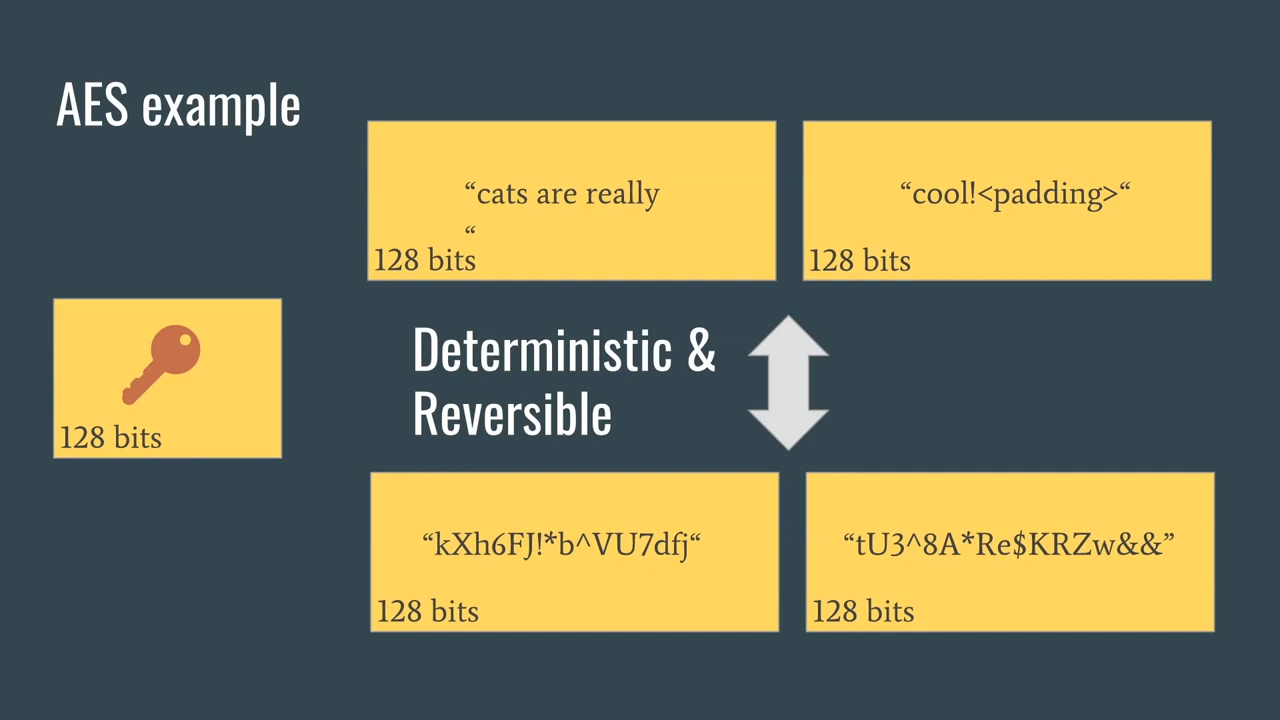 AES example
“cats are really
“
128 bits
“cool!<padding>“
128 bits
128 bits
Deterministic &
Reversible
“kXh6FJ!*b^VU7dfj“
128 bits
“tU3^8A*Re$KRZw&&”
128 bits